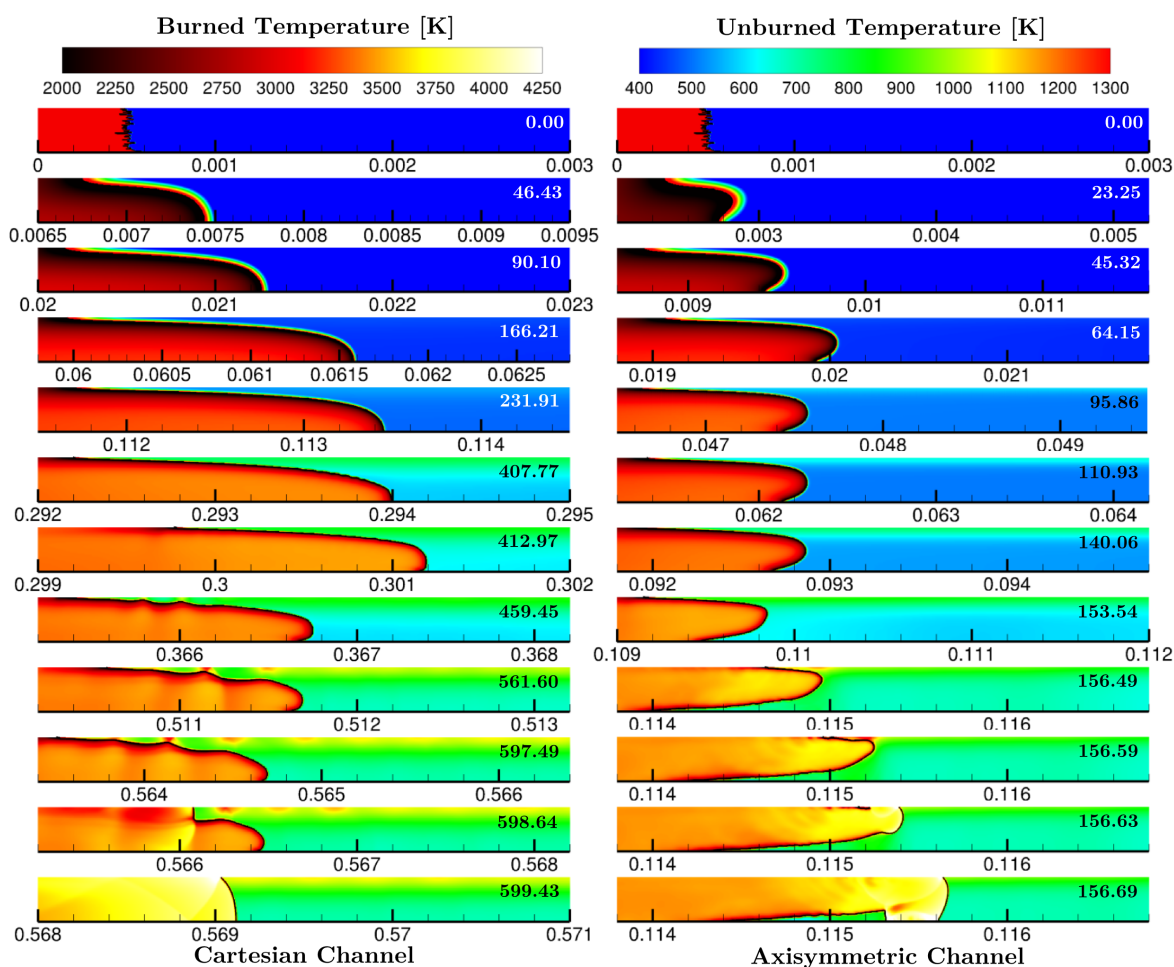 Burned Temperature [K]
Unburned Temperature [K]
2000 2250 2500 2750 3000 3250 3500 3750 4000 4250
400 500 600 700 800 900 1000 1100 1200 1300
0.00
0 0.001 0.002 0.003
0.00
0 0.001 0.002 0.003
46.43
0.0065 0.007 0.0075 0.008 0.0085 0.009 0.0095
23.25
0.003 0.004 0.005
90.10
0.02 0.021 0.022 0.023
45.32
0.009 0.01 0.011
166.21
0.06 0.0605 0.061 0.0615 0.062 0.0625
64.15
0.019 0.02 0.021
231.91
0.112 0.113 0.114
95.86
0.047 0.048 0.049
407.77
0.292 0.293 0.294 0.295
110.93
0.062 0.063 0.064
412.97
0.299 0.3 0.301 0.302
140.06
0.092 0.093 0.094
459.45
0.366 0.367 0.368
153.54
0.109 0.11 0.111 0.112
561.60
0.511 0.512 0.513
156.49
0.114 0.115 0.116
597.49
0.564 0.565 0.566
156.59
0.114 0.115 0.116
598.64
0.566 0.567 0.568
156.63
0.114 0.115 0.116
599.43
0.568 0.569 0.57 0.571
156.69
0.114 0.115 0.116
Cartesian Channel
Axisymmetric Channel